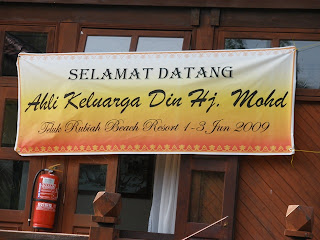 SELAMAT DATANG
Ahli Keluarga Din Hj. Mohd
Teluk Rubiah Beach Resort 1-3, Jun 2009